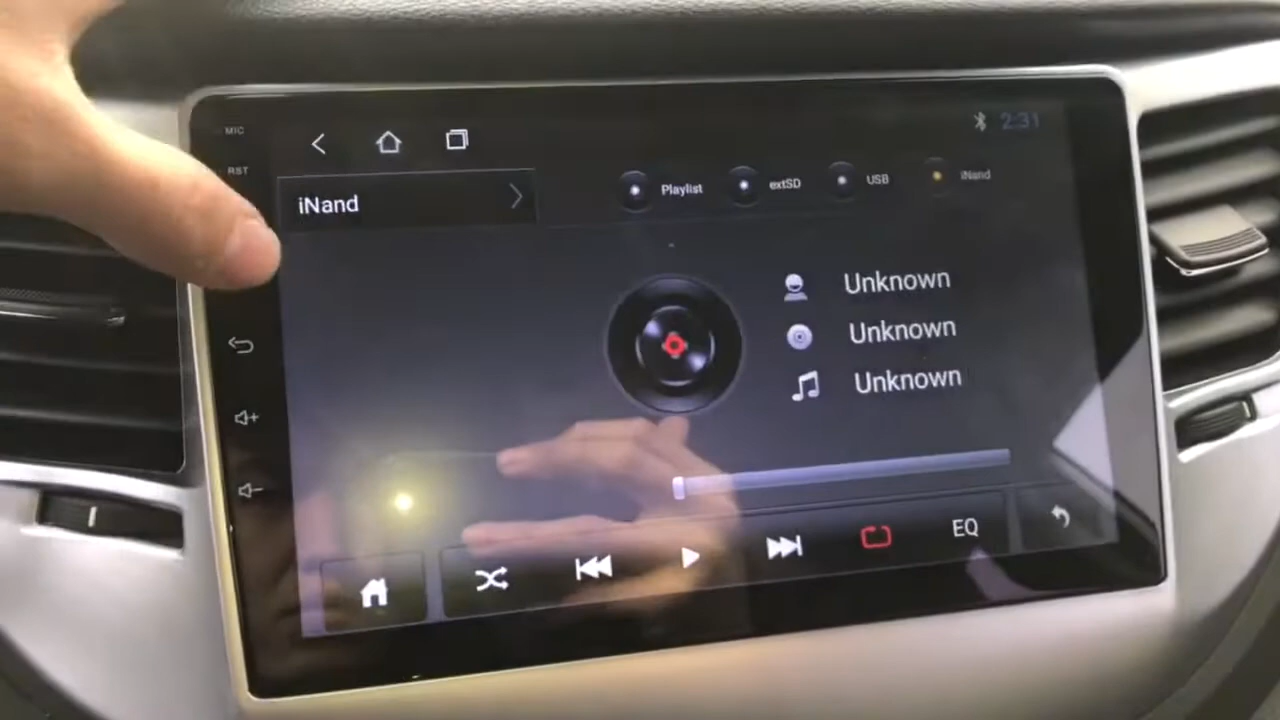 MIC
2:31
RST
iNand
Playlist
extSD
USB
iNand
Unknown
Unknown
Unknown
EQ